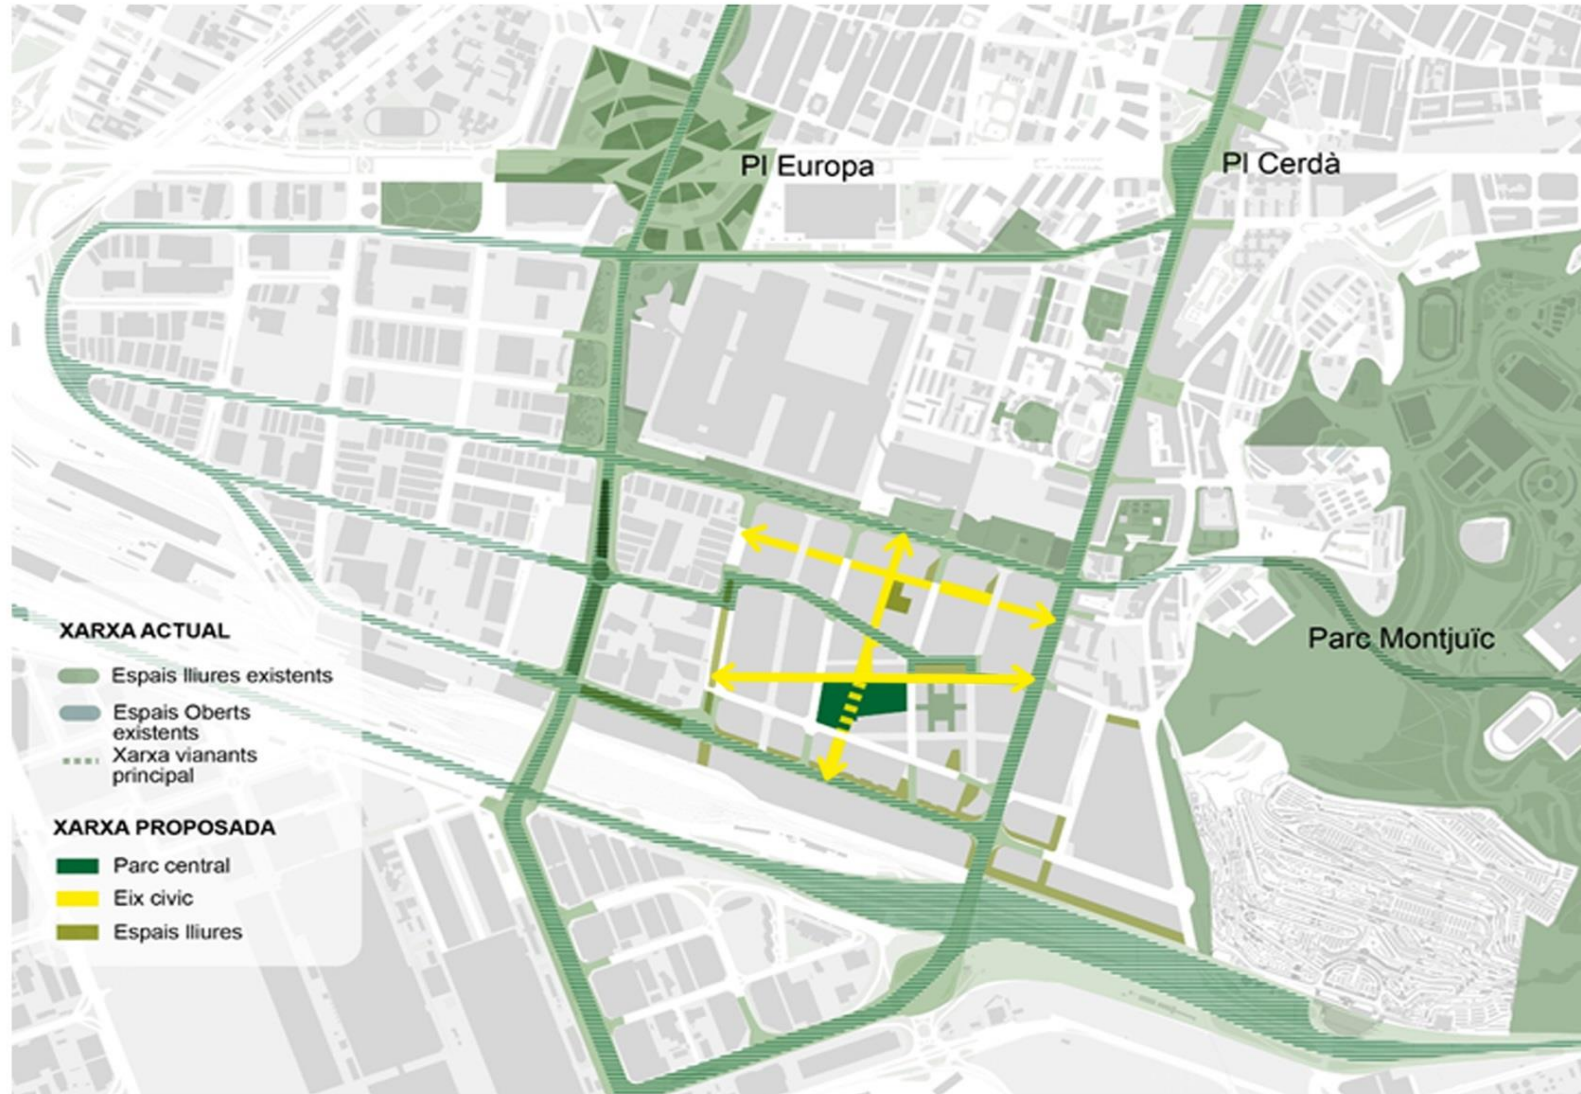 Pl Europa
Pl Cerdà
Parc Montjuïc
XARXA ACTUAL
Espais lliures existents
Espais Oberts
existents
Xarxa vianants
principal
XARXA PROPOSADA
Parc central
Eix civic
Espais lliures